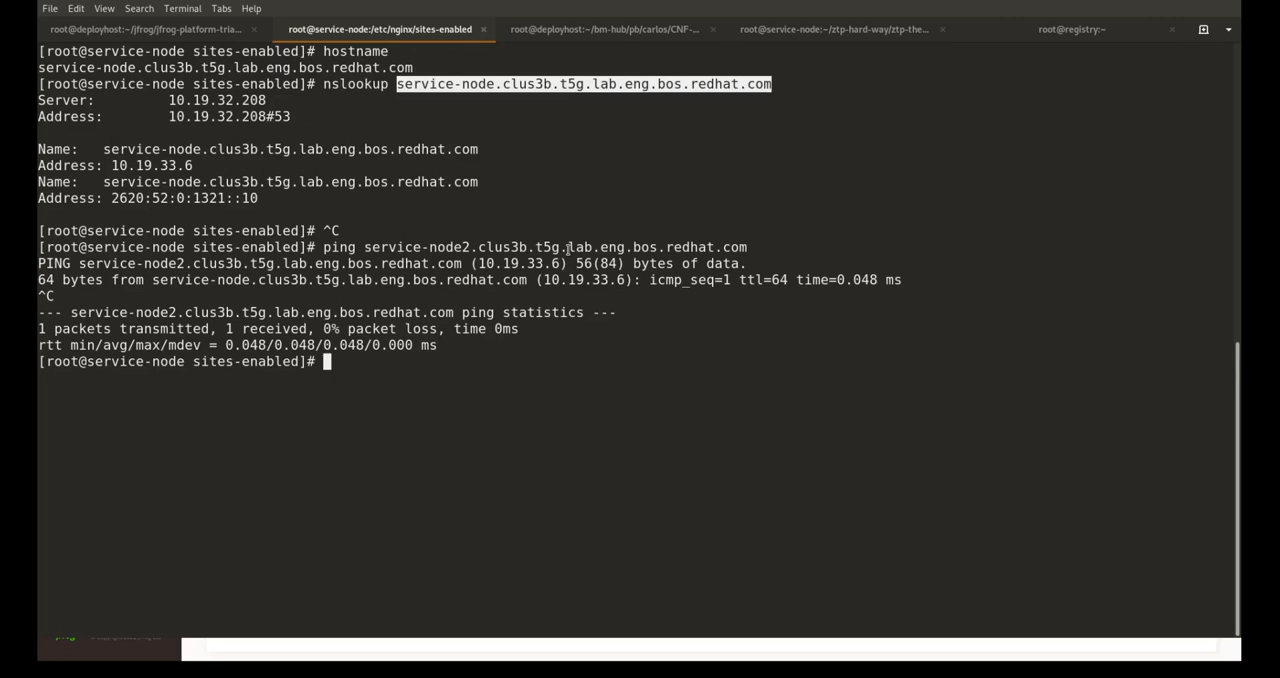 File Edit View Search Terminal Tabs Help
root@deployhost:~/jfrog/jfrog-platform-tria... × root@service-node:/etc/nginx/sites-enabled × root@deployhost:~/bm-hub/pb/carlos/CNF-... × root@service-node:~/ztp-hard-way/ztp-the... × root@registry:~ ×
[root@service-node sites-enabled]# hostname
service-node.clus3b.t5g.lab.eng.bos.redhat.com
[root@service-node sites-enabled]# nslookup service-node.clus3b.t5g.lab.eng.bos.redhat.com
Server: 10.19.32.208
Address: 10.19.32.208#53
Name: service-node.clus3b.t5g.lab.eng.bos.redhat.com
Address: 10.19.33.6
Name: service-node.clus3b.t5g.lab.eng.bos.redhat.com
Address: 2620:52:0:1321::10
[root@service-node sites-enabled]# ^C
[root@service-node sites-enabled]# ping service-node2.clus3b.t5g.lab.eng.bos.redhat.com
PING service-node2.clus3b.t5g.lab.eng.bos.redhat.com (10.19.33.6) 56(84) bytes of data.
64 bytes from service-node.clus3b.t5g.lab.eng.bos.redhat.com (10.19.33.6): icmp_seq=1 ttl=64 time=0.048 ms
^C
--- service-node2.clus3b.t5g.lab.eng.bos.redhat.com ping statistics ---
1 packets transmitted, 1 received, 0% packet loss, time 0ms
rtt min/avg/max/mdev = 0.048/0.048/0.048/0.000 ms
[root@service-node sites-enabled]#